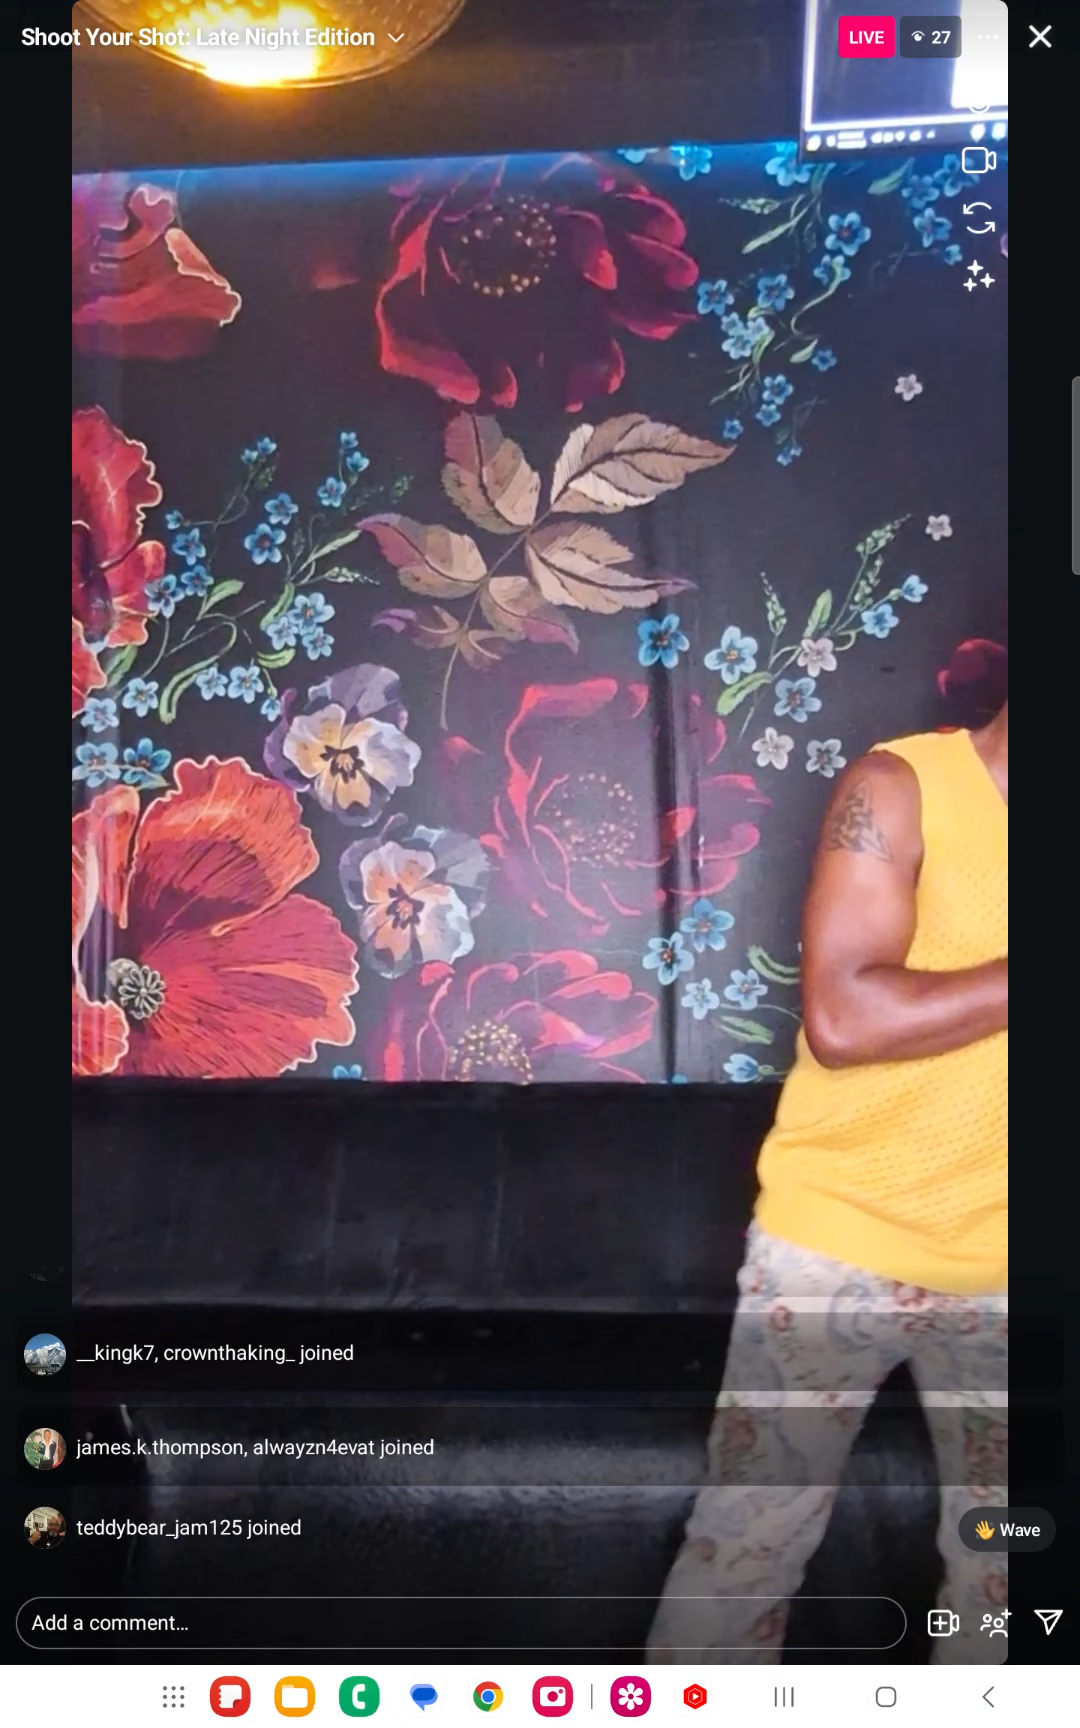 Shoot Your Shot: Late Night Edition
LIVE
27
__kingk7, crownthaking_ joined
james.k.thompson, alwayzn4evat joined
teddybear_jam125 joined
👋 Wave
Add a comment...